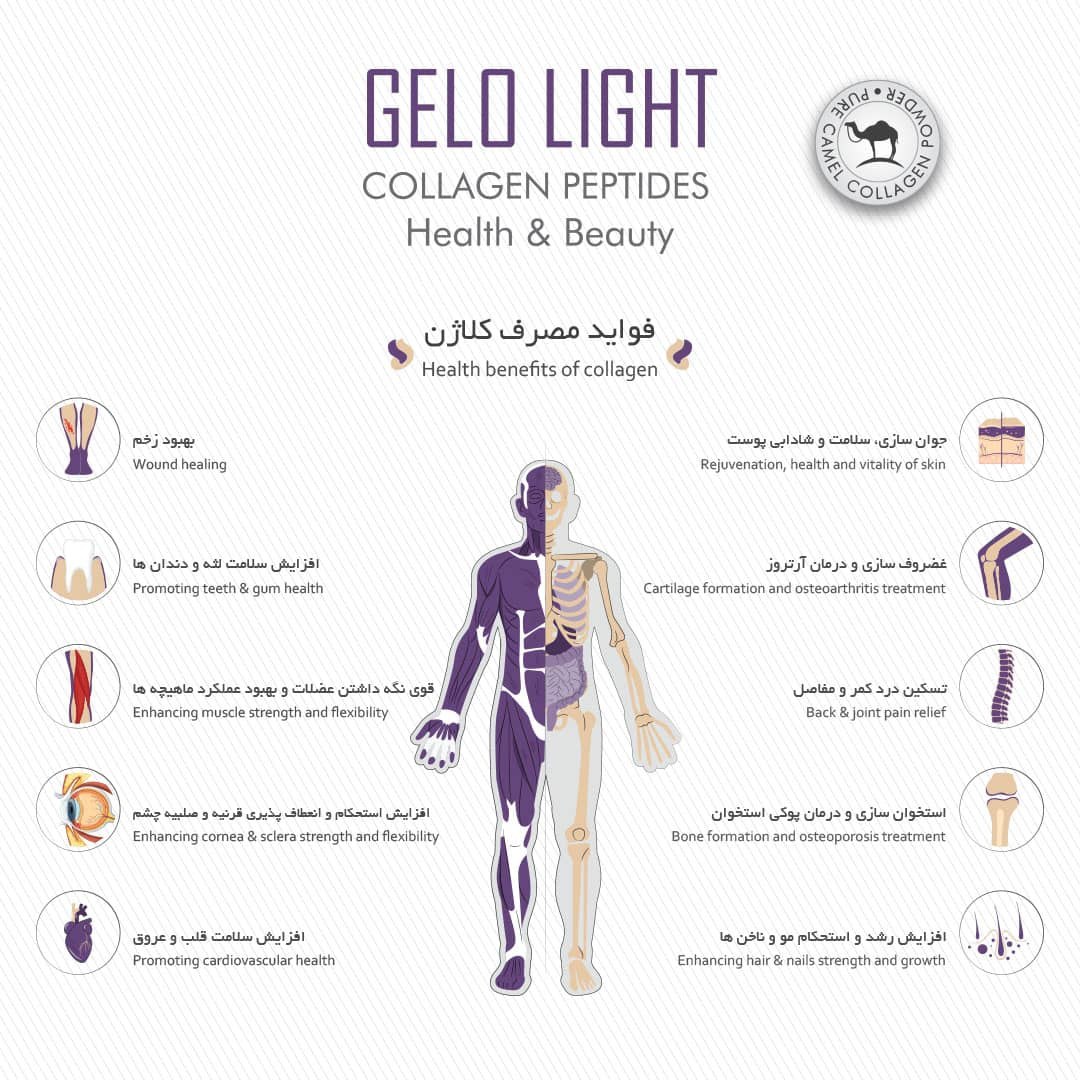 GELO LIGHT
COLLAGEN PEPTIDES
Health & Beauty
PURE CAMEL COLLAGEN POWDER •
فواید مصرف کلاژن
Health benefits of collagen
بهبود زخم
Wound healing
افزایش سلامت لثه و دندان ها
Promoting teeth & gum health
قوی نگه داشتن عضلات و بهبود عملکرد ماهیچه ها
Enhancing muscle strength and flexibility
افزایش استحکام و انعطاف پذیری قرنیه و صلبیه چشم
Enhancing cornea & sclera strength and flexibility
افزایش سلامت قلب و عروق
Promoting cardiovascular health
جوان سازی، سلامت و شادابی پوست
Rejuvenation, health and vitality of skin
غضروف سازی و درمان آرتروز
Cartilage formation and osteoarthritis treatment
تسکین درد کمر و مفاصل
Back & joint pain relief
استخوان سازی و درمان پوکی استخوان
Bone formation and osteoporosis treatment
افزایش رشد و استحکام مو و ناخن ها
Enhancing hair & nails strength and growth